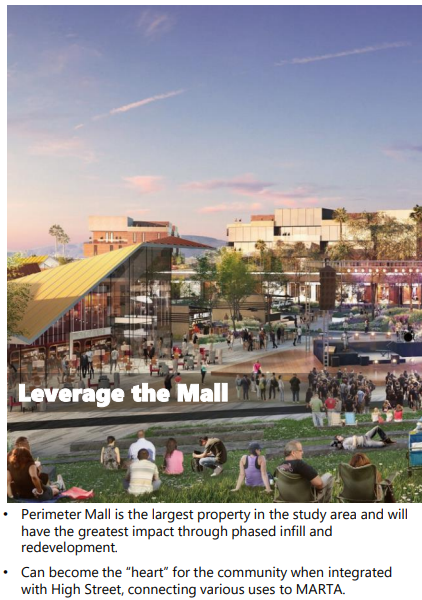 Leverage the Mall
• Perimeter Mall is the largest property in the study area and will
have the greatest impact through phased infill and
redevelopment.
• Can become the “heart” for the community when integrated
with High Street, connecting various uses to MARTA.